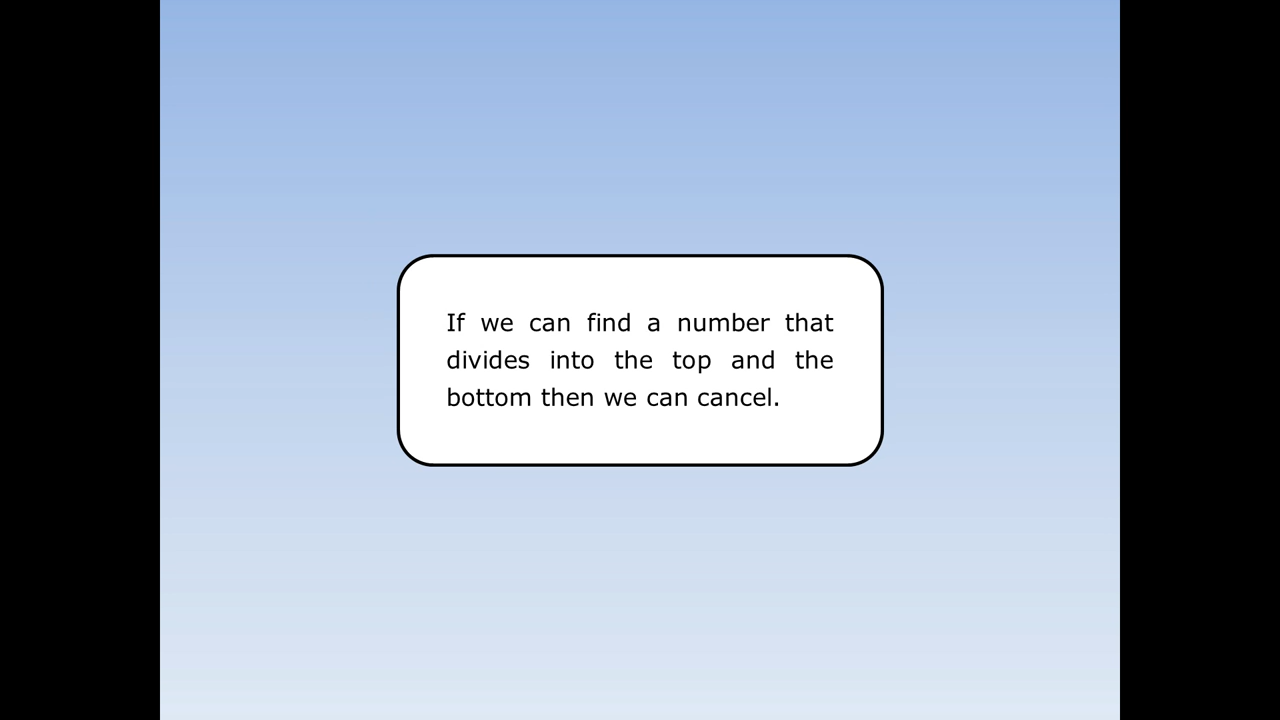 If we can find a number that
divides into the top and the
bottom then we can cancel.